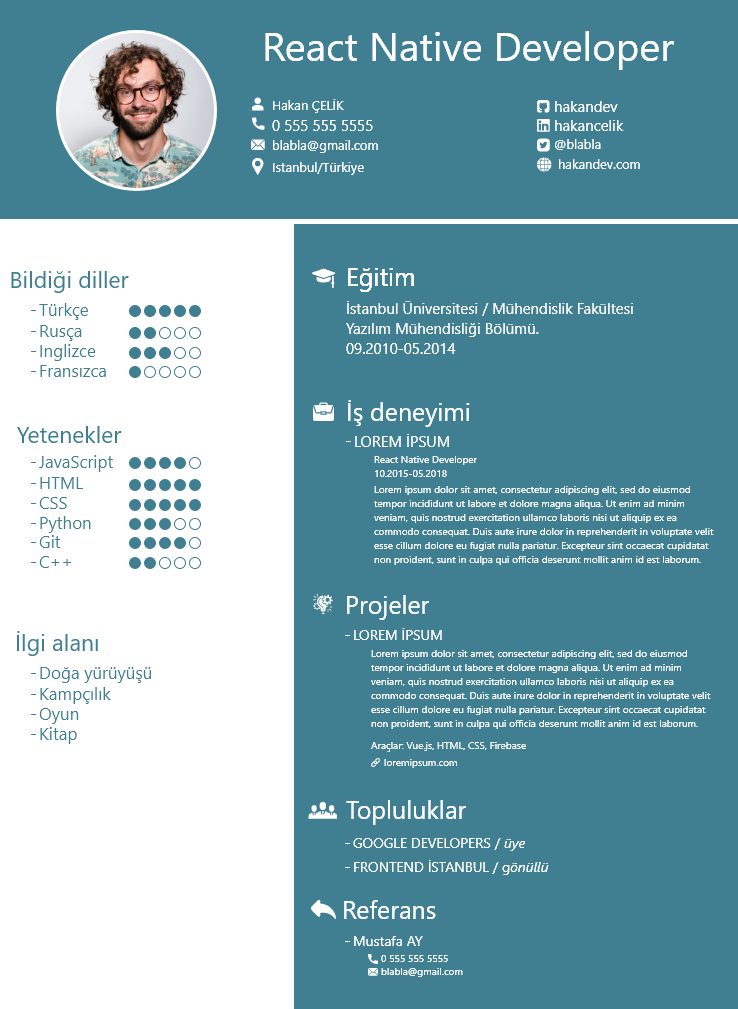 React Native Developer
Hakan ÇELİK
0 555 555 5555
blabla@gmail.com
Istanbul/Türkiye
hakandev
hakancelik
@blabla
hakandev.com
Bildiği diller
-Türkçe
-Rusça
-Inglizce
-Fransızca
Yetenekler
-JavaScript
-HTML
-CSS
-Python
-Git
-C++
İlgi alanı
-Doğa yürüyüşü
-Kampçılık
-Oyun
-Kitap
Eğitim
İstanbul Üniversitesi / Mühendislik Fakültesi
Yazılım Mühendisliği Bölümü.
09.2010-05.2014
İş deneyimi
-LOREM İPSUM
React Native Developer
10.2015-05.2018
Lorem ipsum dolor sit amet, consectetur adipiscing elit, sed do eiusmod
tempor incididunt ut labore et dolore magna aliqua. Ut enim ad minim
veniam, quis nostrud exercitation ullamco laboris nisi ut aliquip ex ea
commodo consequat. Duis aute irure dolor in reprehenderit in voluptate velit
esse cillum dolore eu fugiat nulla pariatur. Excepteur sint occaecat cupidatat
non proident, sunt in culpa qui officia deserunt mollit anim id est laborum.
Projeler
-LOREM İPSUM
Lorem ipsum dolor sit amet, consectetur adipiscing elit, sed do eiusmod
tempor incididunt ut labore et dolore magna aliqua. Ut enim ad minim
veniam, quis nostrud exercitation ullamco laboris nisi ut aliquip ex ea
commodo consequat. Duis aute irure dolor in reprehenderit in voluptate velit
esse cillum dolore eu fugiat nulla pariatur. Excepteur sint occaecat cupidatat
non proident, sunt in culpa qui officia deserunt mollit anim id est laborum.
Araçlar: Vue.js, HTML, CSS, Firebase
loremipsum.com
Topluluklar
-GOOGLE DEVELOPERS / üye
-FRONTEND İSTANBUL / gönüllü
Referans
-Mustafa AY
0 555 555 5555
blabla@gmail.com